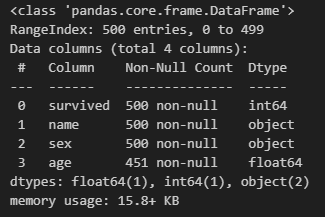 <class 'pandas.core.frame.DataFrame'>
RangeIndex: 500 entries, 0 to 499
Data columns (total 4 columns):
 #   Column    Non-Null Count  Dtype
---  ------    --------------  -----
 0   survived  500 non-null    int64
 1   name      500 non-null    object
 2   sex       500 non-null    object
 3   age       451 non-null    float64
dtypes: float64(1), int64(1), object(2)
memory usage: 15.8+ KB